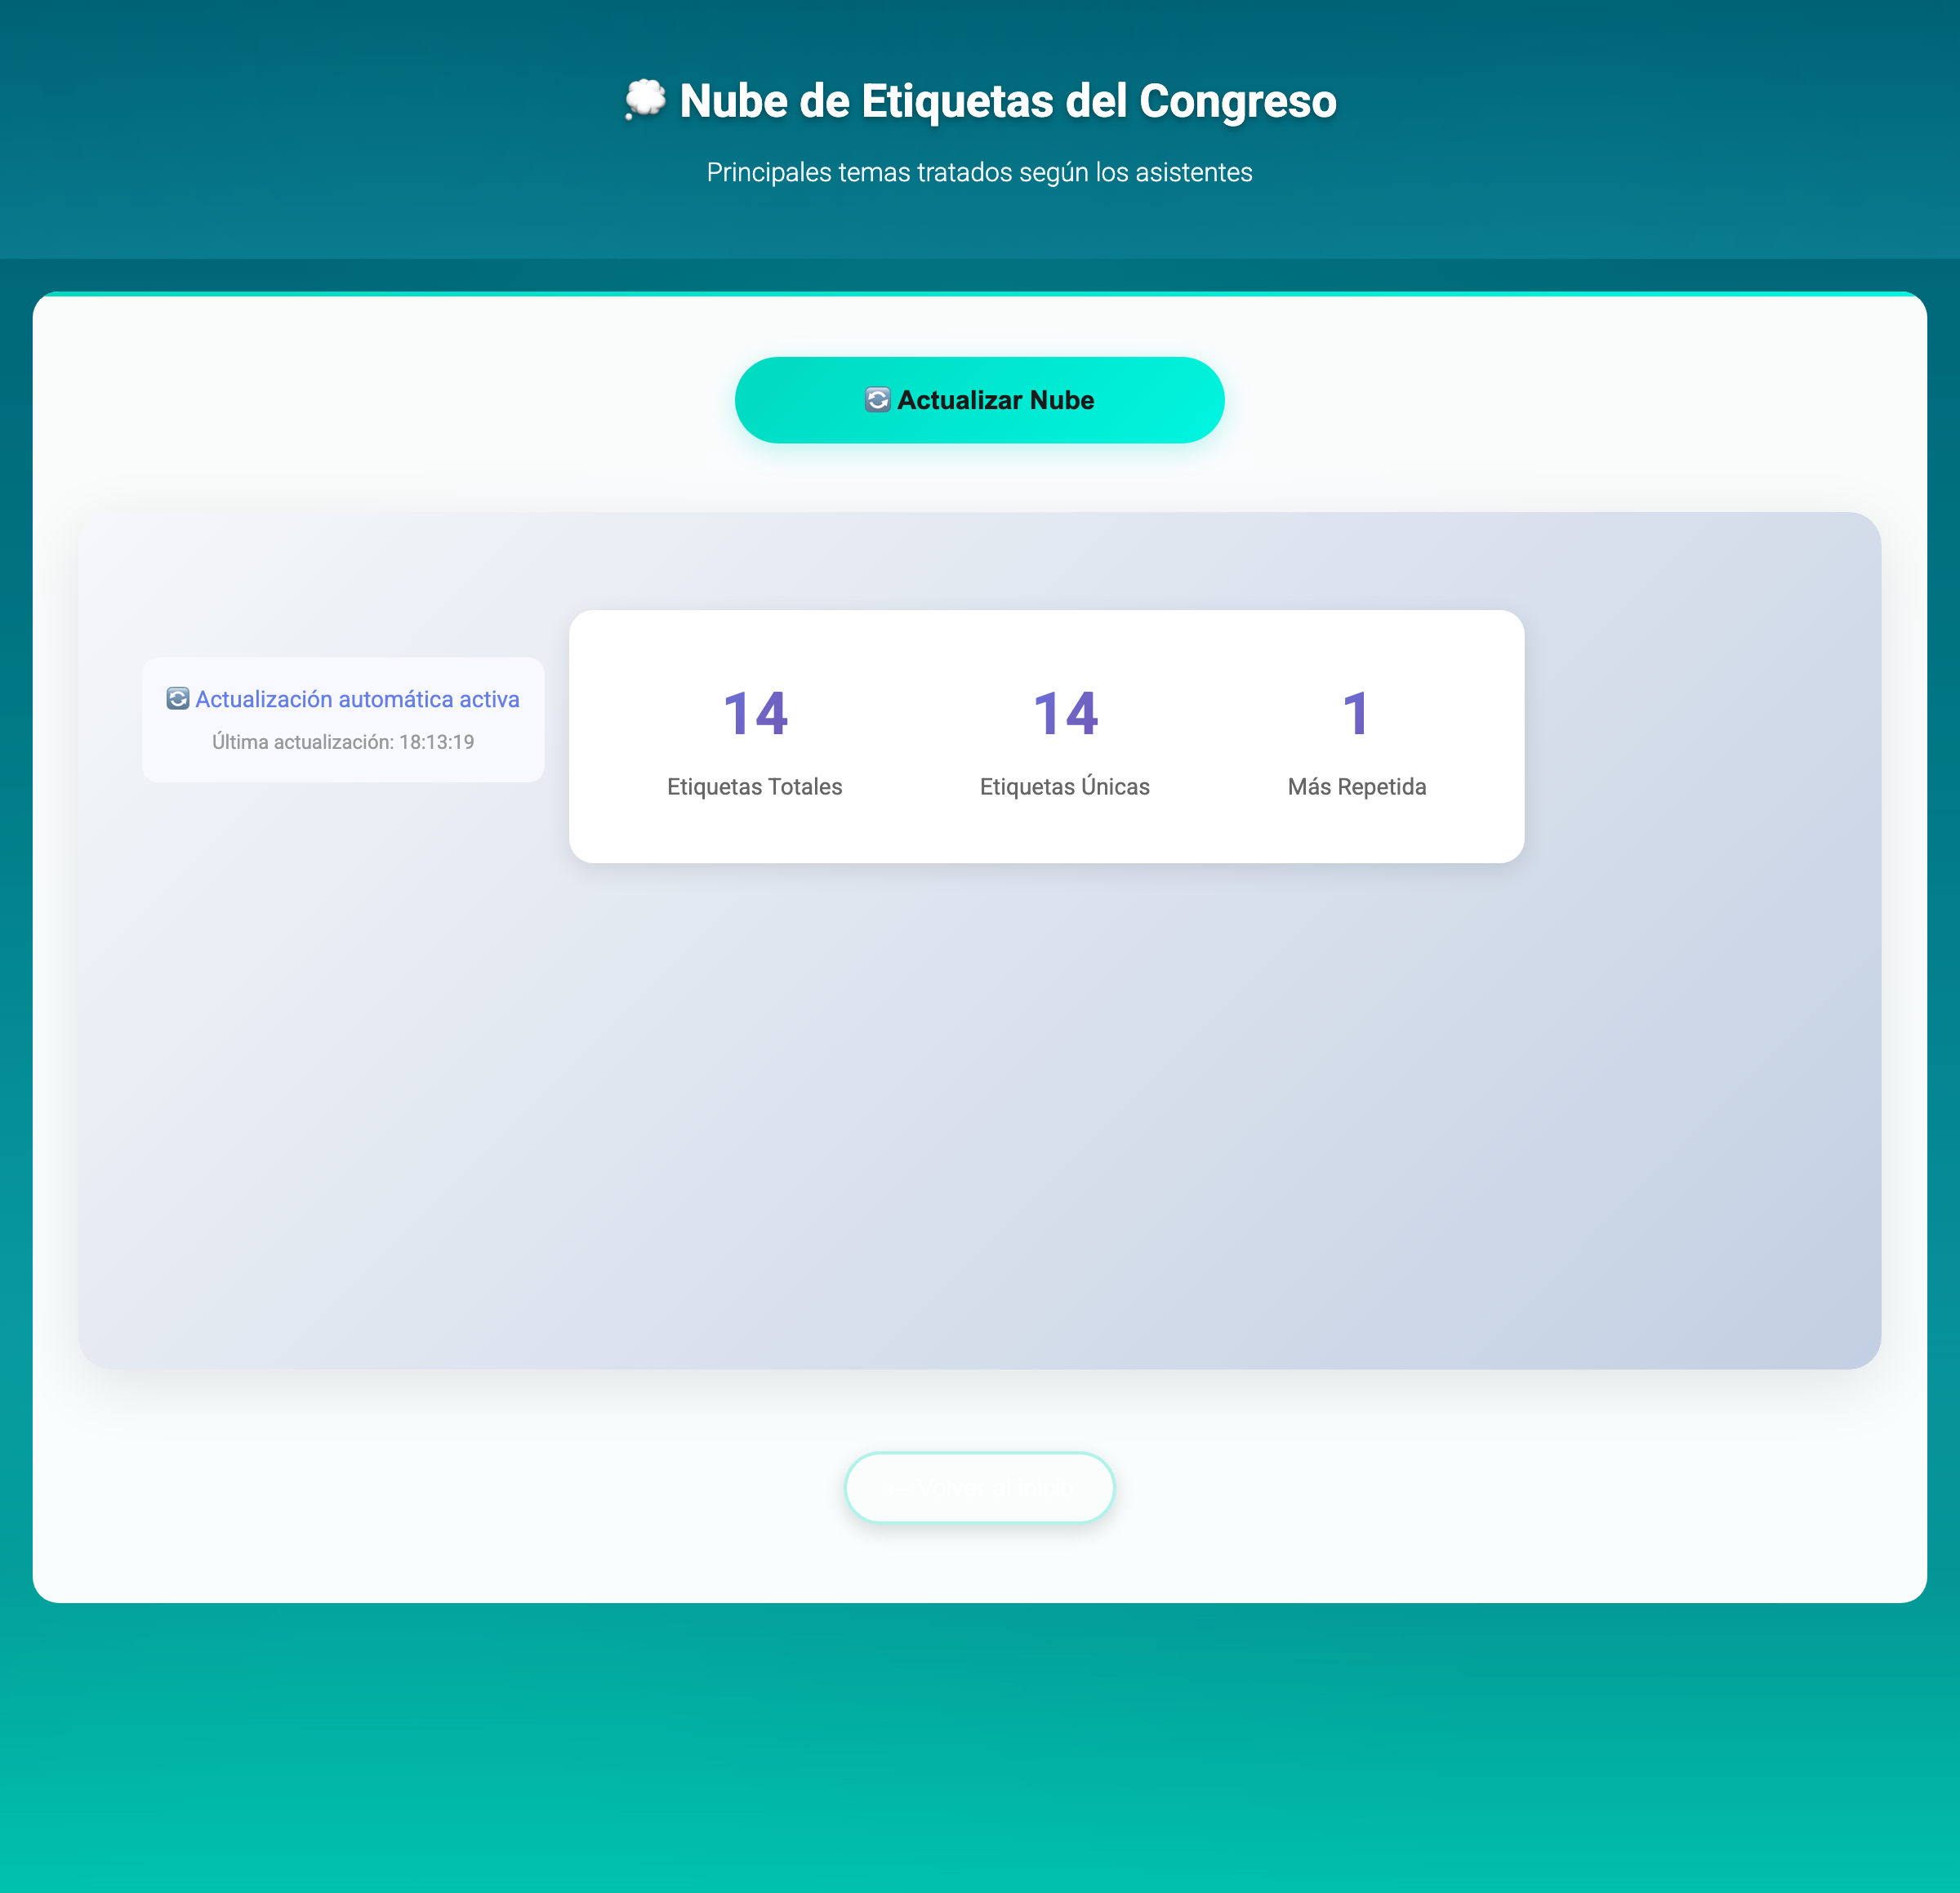 💭 Nube de Etiquetas del Congreso
Principales temas tratados según los asistentes
🔄 Actualizar Nube
🔄 Actualización automática activa
Última actualización: 18:13:19
14
Etiquetas Totales
14
Etiquetas Únicas
1
Más Repetida
← Volver al Inicio